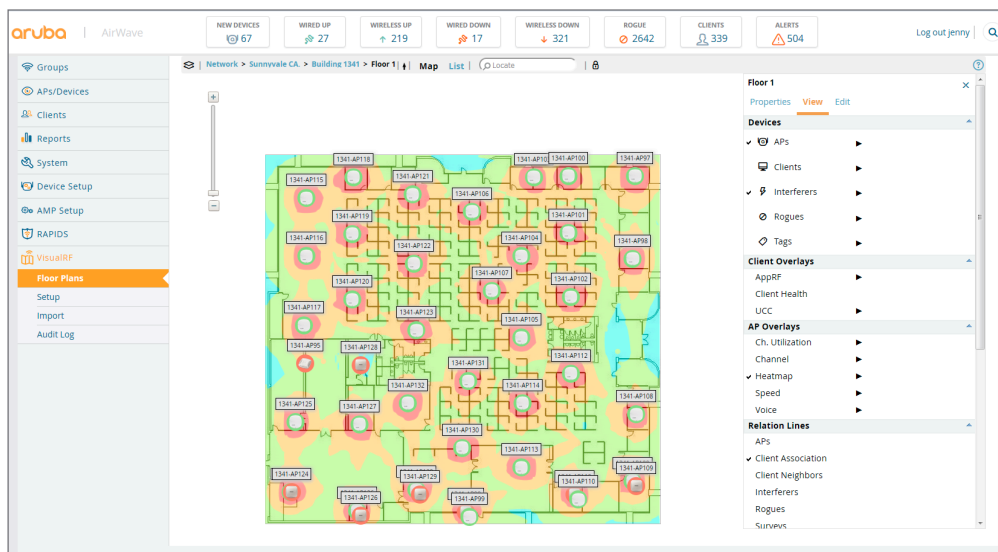 aruba | AirWave
NEW DEVICES
67
WIRED UP
27
WIRELESS UP
219
WIRED DOWN
17
WIRELESS DOWN
321
ROGUE
2642
CLIENTS
339
ALERTS
504
Log out jenny
Groups
APs/Devices
Clients
Reports
System
Device Setup
AMP Setup
RAPIDS
VisualRF
Floor Plans
Setup
Import
Audit Log
Network > Sunnyvale CA. > Building 1341 > Floor 1 | Map List | Locate
1341-AP118
1341-AP100
1341-AP97
1341-AP115
1341-AP121
1341-AP106
1341-AP119
1341-AP101
1341-AP116
1341-AP122
1341-AP104
1341-AP98
1341-AP120
1341-AP107
1341-AP102
1341-AP117
1341-AP123
1341-AP105
1341-AP95
1341-AP128
1341-AP112
1341-AP131
1341-AP132
1341-AP114
1341-AP108
1341-AP125
1341-AP127
1341-AP130
1341-AP113
1341-AP124
1341-AP129
1341-AP109
1341-AP110
1341-AP126
1341-AP99
Floor 1
Properties View Edit
Devices
APs
Clients
Interferers
Rogues
Tags
Client Overlays
AppRF
Client Health
UCC
AP Overlays
Ch. Utilization
Channel
Heatmap
Speed
Voice
Relation Lines
APs
Client Association
Client Neighbors
Interferers
Rogues
Surveys